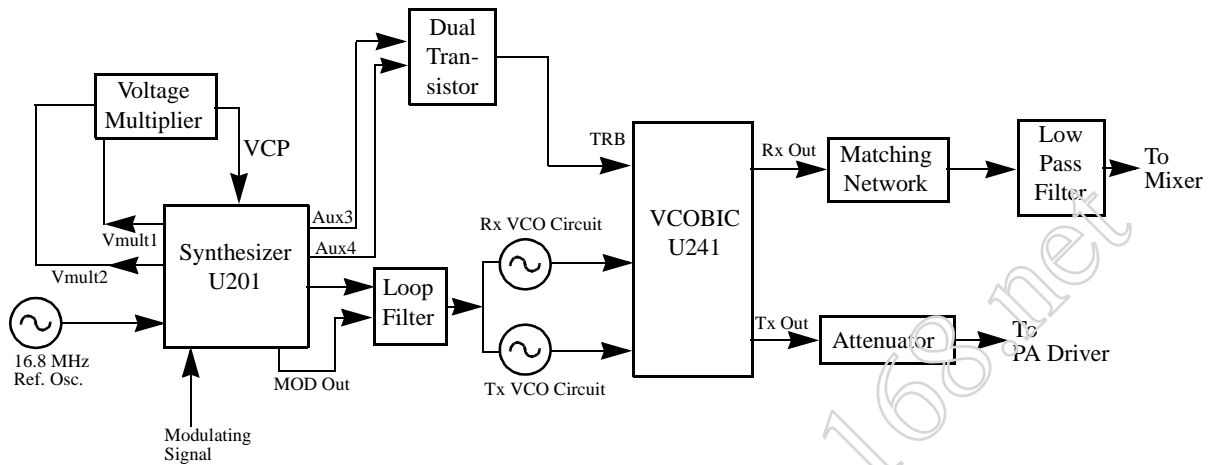 Dual
Tran-
sistor
Voltage
Multiplier
VCP
TRB
Rx Out
Matching
Network
Low
Pass
Filter
To
Mixer
Vmult1
Vmult2
Synthesizer
U201
Aux3
Aux4
Rx VCO Circuit
VCOBIC
U241
Loop
Filter
16.8 MHz
Ref. Osc.
MOD Out
Tx VCO Circuit
Tx Out
Attenuator
To
PA Driver
Modulating
Signal
168.net